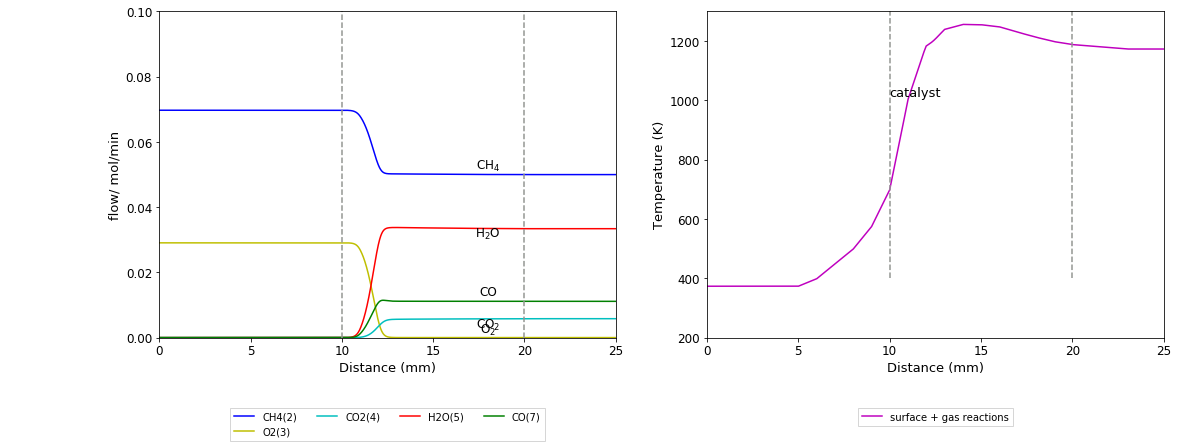 0.10
0.08
0.06
0.04
0.02
0.00
flow/ mol/min
CH₄
H₂O
CO
CO₂
O₂
0 5 10 15 20 25
Distance (mm)
CH4(2) CO2(4) H2O(5) CO(7)
O2(3)
1200
1000
800
600
400
200
Temperature (K)
catalyst
0 5 10 15 20 25
Distance (mm)
surface + gas reactions